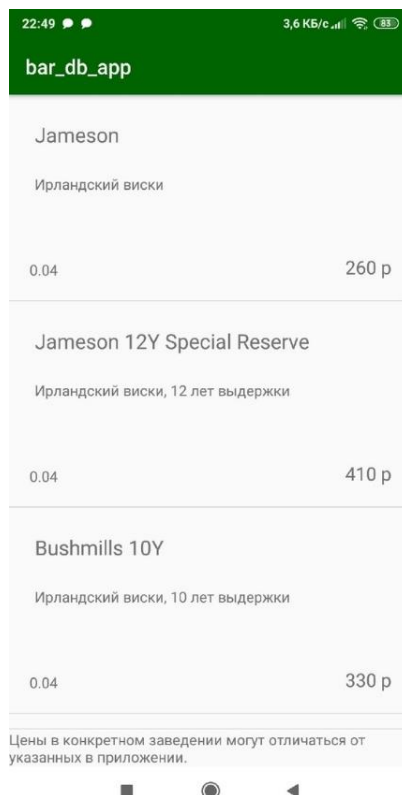 22:49 3,6 КБ/с 83
bar_db_app
Jameson
Ирландский виски
0.04 260 р
Jameson 12Y Special Reserve
Ирландский виски, 12 лет выдержки
0.04 410 р
Bushmills 10Y
Ирландский виски, 10 лет выдержки
0.04 330 р
Цены в конкретном заведении могут отличаться от
указанных в приложении.